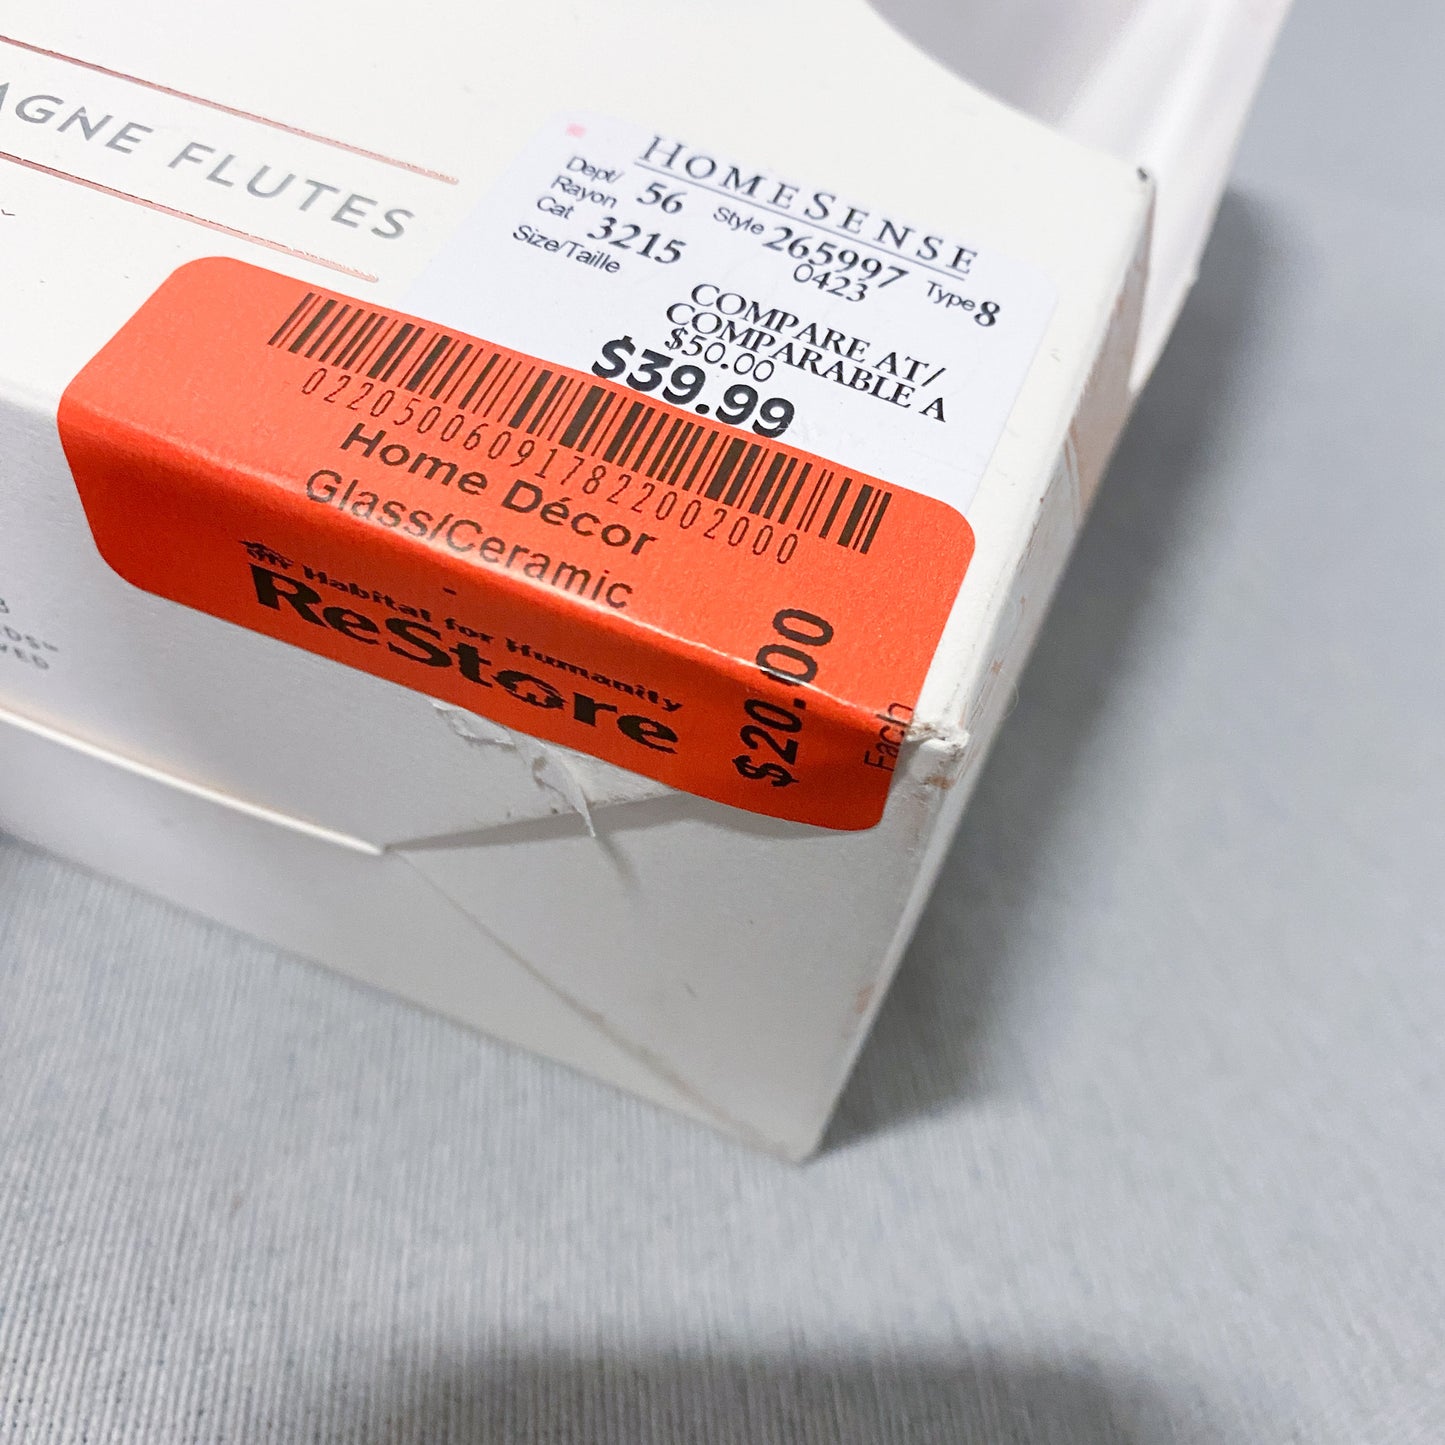 AGNE FLUTES
HOMESENSE
Dept/
Rayon 56 Style 265997 Type 8
Cat 3215 0423
Size/Taille
COMPARE AT/
COMPARABLE A
$50.00
$39.99
022050060917822002000
Home Décor
Glass/Ceramic
-
Habitat for Humanity
ReStore
$20.00
Each